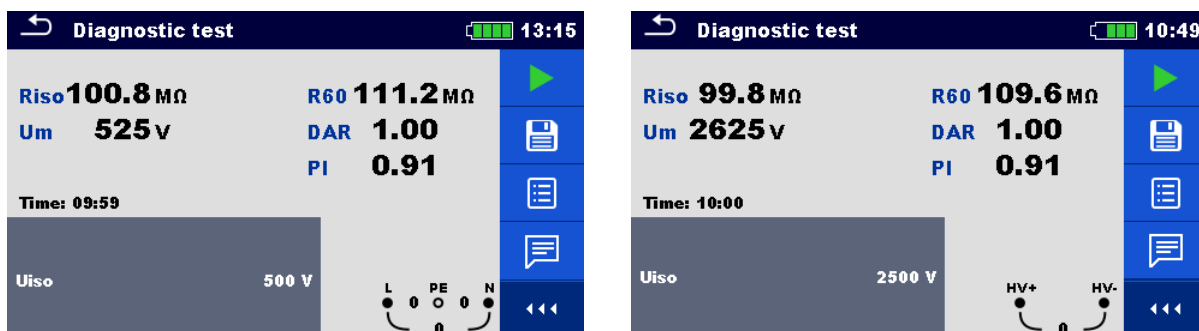 Diagnostic test 13:15
Riso 100.8 MΩ R60 111.2 MΩ
Um 525 V DAR 1.00
PI 0.91
Time: 09:59
Uiso 500 V
L PE N
0 0
0
Diagnostic test 10:49
Riso 99.8 MΩ R60 109.6 MΩ
Um 2625 V DAR 1.00
PI 0.91
Time: 10:00
Uiso 2500 V
HV+ HV-
0